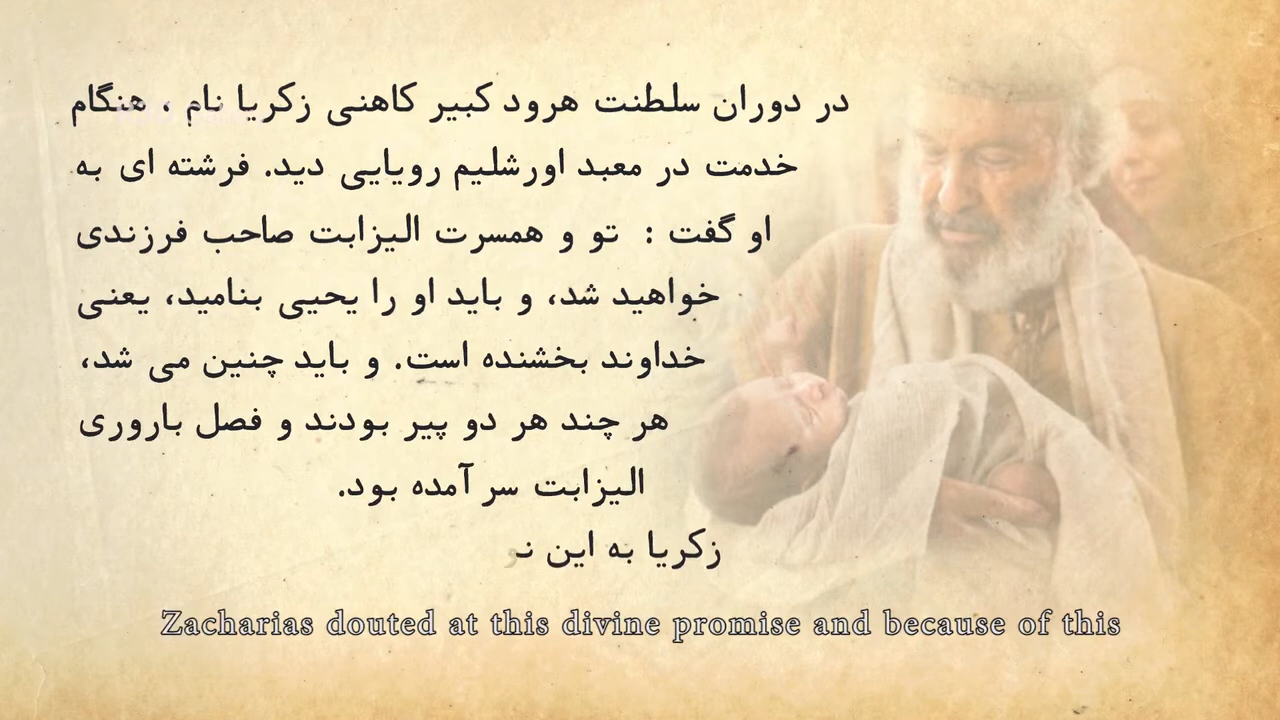 در دوران سلطنت هرود کبیر کاهنی زکریا نام ، هنگام
خدمت در معبد اورشلیم رویایی دید. فرشته ای به
او گفت : تو و همسرت الیزابت صاحب فرزندی
خواهید شد، و باید او را یحیی بنامید، یعنی
خداوند بخشنده است. و باید چنین می شد،
هر چند هر دو پیر بودند و فصل باروری
الیزابت سر آمده بود.
زکریا به این
Zacharias douted at this divine promise and because of this